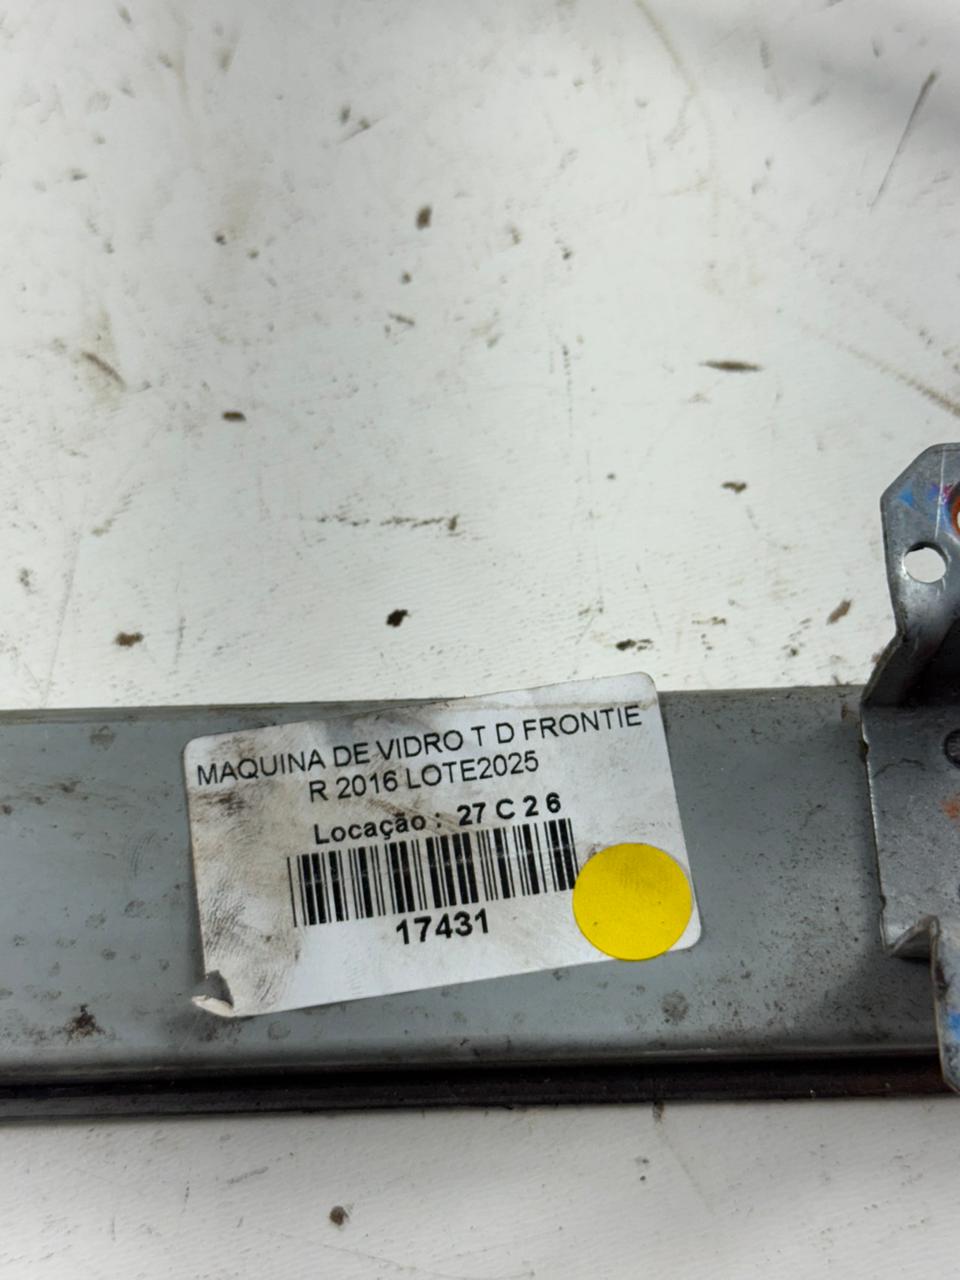 MAQUINA DE VIDRO T D FRONTIE
R 2016 LOTE2025
Locação : 27 C 2 6
17431